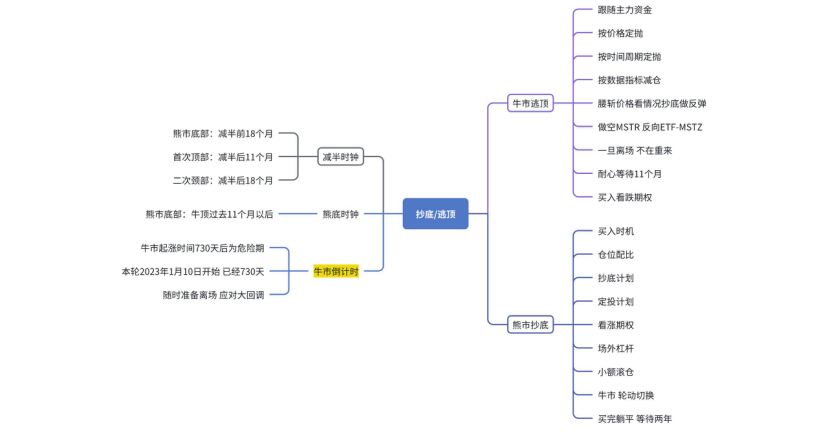 抄底/逃顶
减半时钟
熊市底部：减半前18个月
首次顶部：减半后11个月
二次颈部：减半后18个月
熊底时钟
熊市底部：牛顶过去11个月以后
牛市倒计时
牛市起涨时间730天后为危险期
本轮2023年1月10日开始 已经730天
随时准备离场 应对大回调
牛市逃顶
跟随主力资金
按价格定抛
按时间周期定抛
按数据指标减仓
腰斩价格看情况抄底做反弹
做空MSTR 反向ETF-MSTZ
一旦离场 不在重来
耐心等待11个月
买入看跌期权
熊市抄底
买入时机
仓位配比
抄底计划
定投计划
看涨期权
场外杠杆
小额滚仓
牛市 轮动切换
买完躺平 等待两年